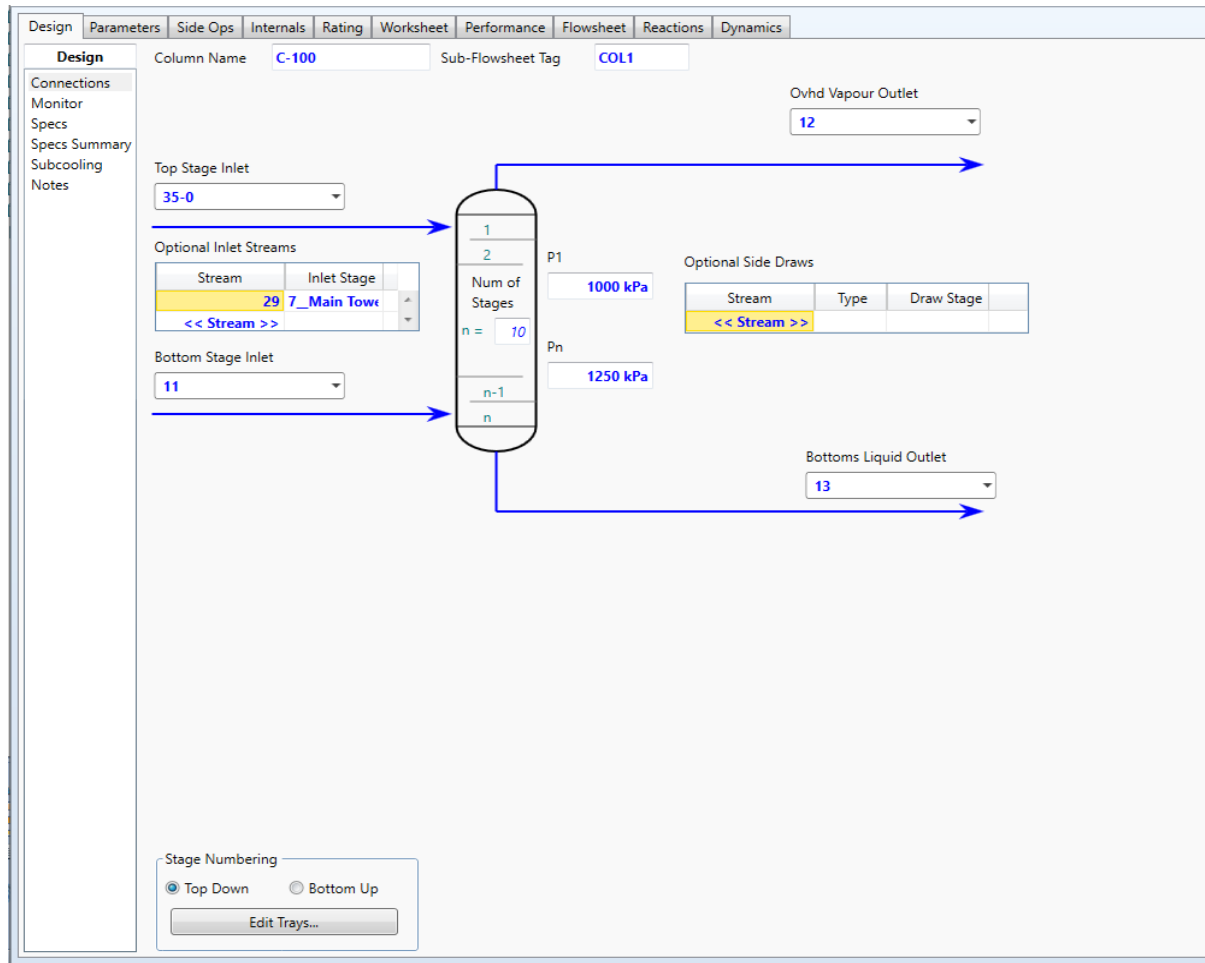 Design Parameters Side Ops Internals Rating Worksheet Performance Flowsheet Reactions Dynamics
Design
Connections
Monitor
Specs
Specs Summary
Subcooling
Notes
Column Name C-100 Sub-Flowsheet Tag COL1
Ovhd Vapour Outlet
12
Top Stage Inlet
35-0
Optional Inlet Streams
Stream Inlet Stage
29 7__Main Towe
<< Stream >>
Bottom Stage Inlet
11
1
2
Num of
Stages
n = 10
n-1
n
P1
1000 kPa
Pn
1250 kPa
Optional Side Draws
Stream Type Draw Stage
<< Stream >>
Bottoms Liquid Outlet
13
Stage Numbering
Top Down Bottom Up
Edit Trays...